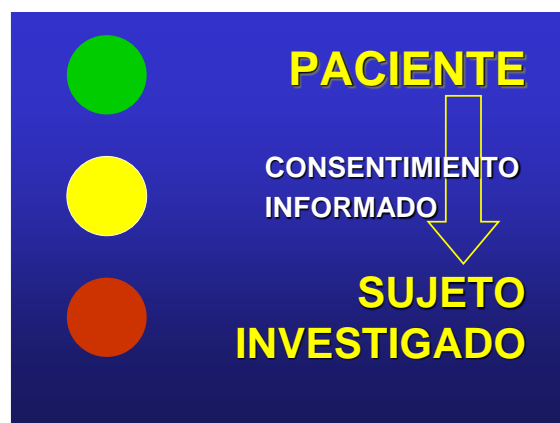 PACIENTE
CONSENTIMIENTO
INFORMADO
SUJETO
INVESTIGADO